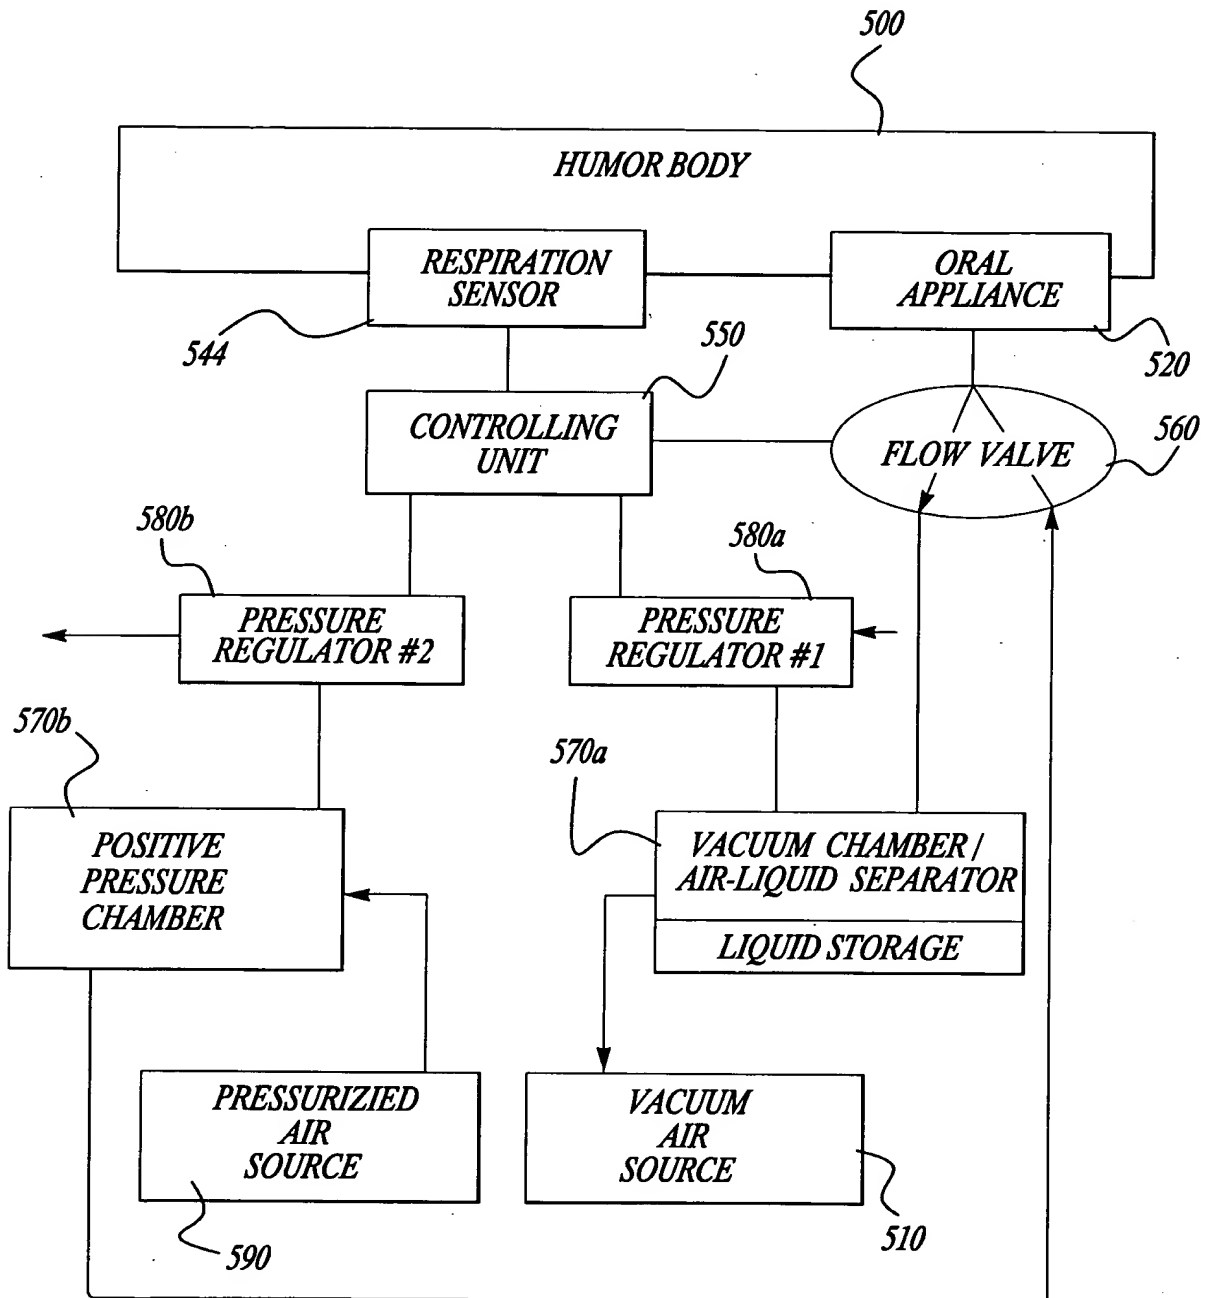 500
HUMOR BODY
RESPIRATION
SENSOR
ORAL
APPLIANCE
544
550
520
CONTROLLING
UNIT
FLOW VALVE
560
580b
580a
PRESSURE
REGULATOR #2
PRESSURE
REGULATOR #1
570b
570a
POSITIVE
PRESSURE
CHAMBER
VACUUM CHAMBER /
AIR-LIQUID SEPARATOR
LIQUID STORAGE
PRESSURIZIED
AIR
SOURCE
VACUUM
AIR
SOURCE
590
510